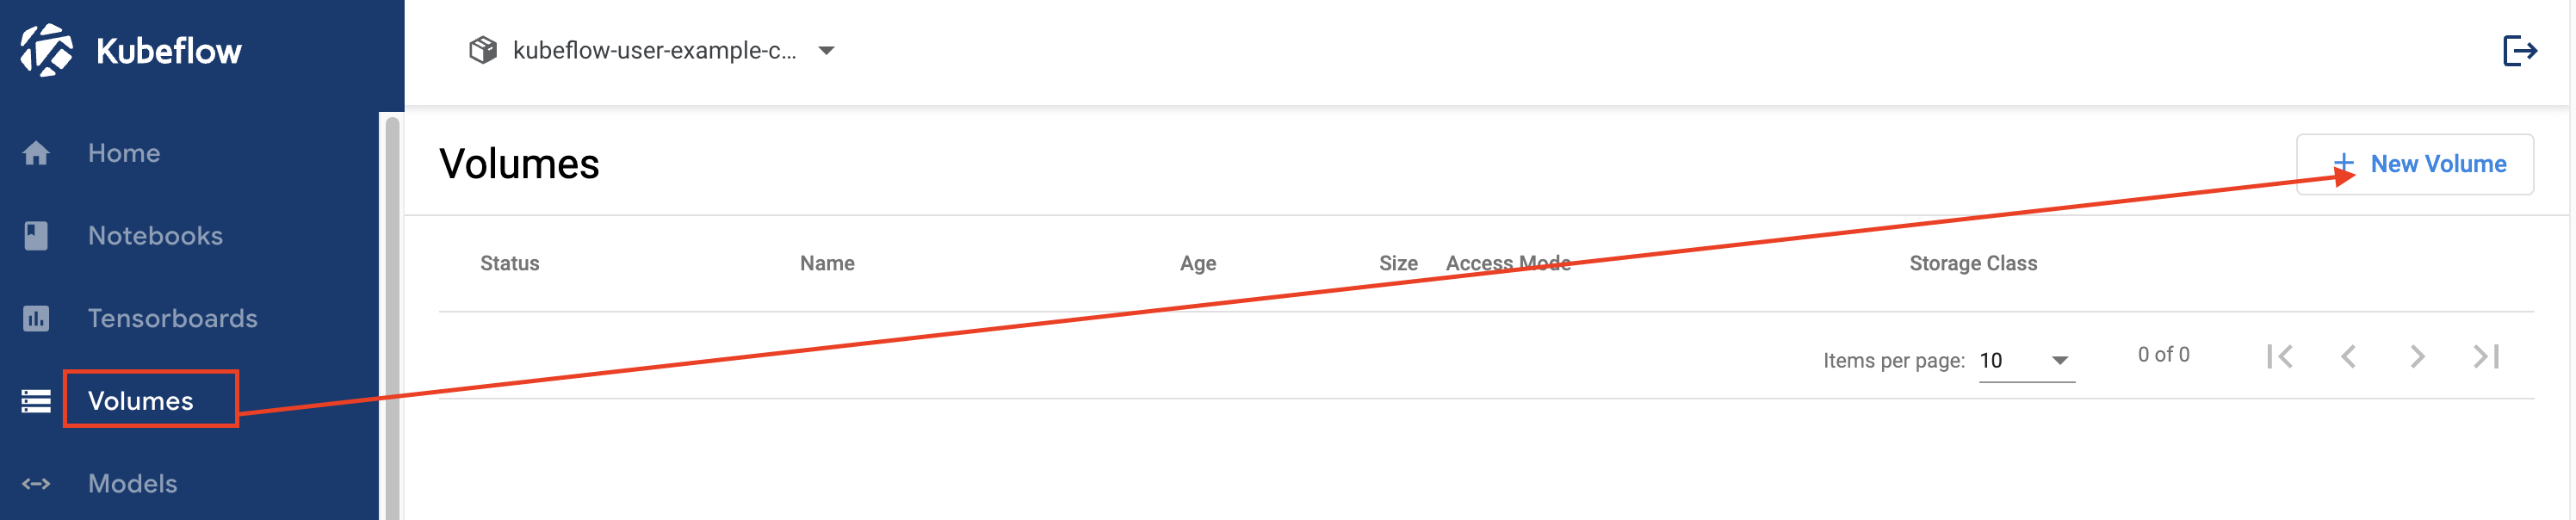 Kubeflow
kubeflow-user-example-c...
Home
Notebooks
Tensorboards
Volumes
Models
Volumes
New Volume
Status Name Age Size Access Mode Storage Class
Items per page: 10 0 of 0